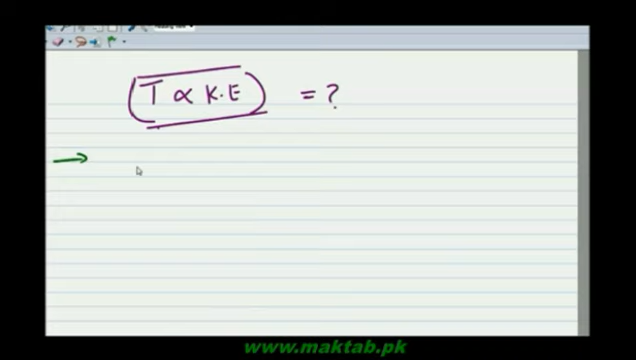 T ∝ K.E = ?
www.maktab.pk